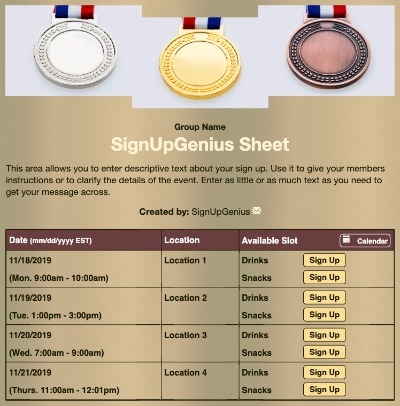 Group Name
SignUpGenius Sheet
This area allows you to enter descriptive text about your sign up. Use it to give your members
instructions or to clarify the details of the event. Enter as little or as much text as you need to
get your message across.
Created by: SignUpGenius
Date (mm/dd/yyyy EST) Location Available Slot Calendar
11/18/2019 Location 1 Drinks Sign Up
(Mon. 9:00am - 10:00am) Snacks Sign Up
11/19/2019 Location 2 Drinks Sign Up
(Tue. 1:00pm - 3:00pm) Snacks Sign Up
11/20/2019 Location 3 Drinks Sign Up
(Wed. 7:00am - 9:00am) Snacks Sign Up
11/21/2019 Location 4 Drinks Sign Up
(Thurs. 11:00am - 12:01pm) Snacks Sign Up